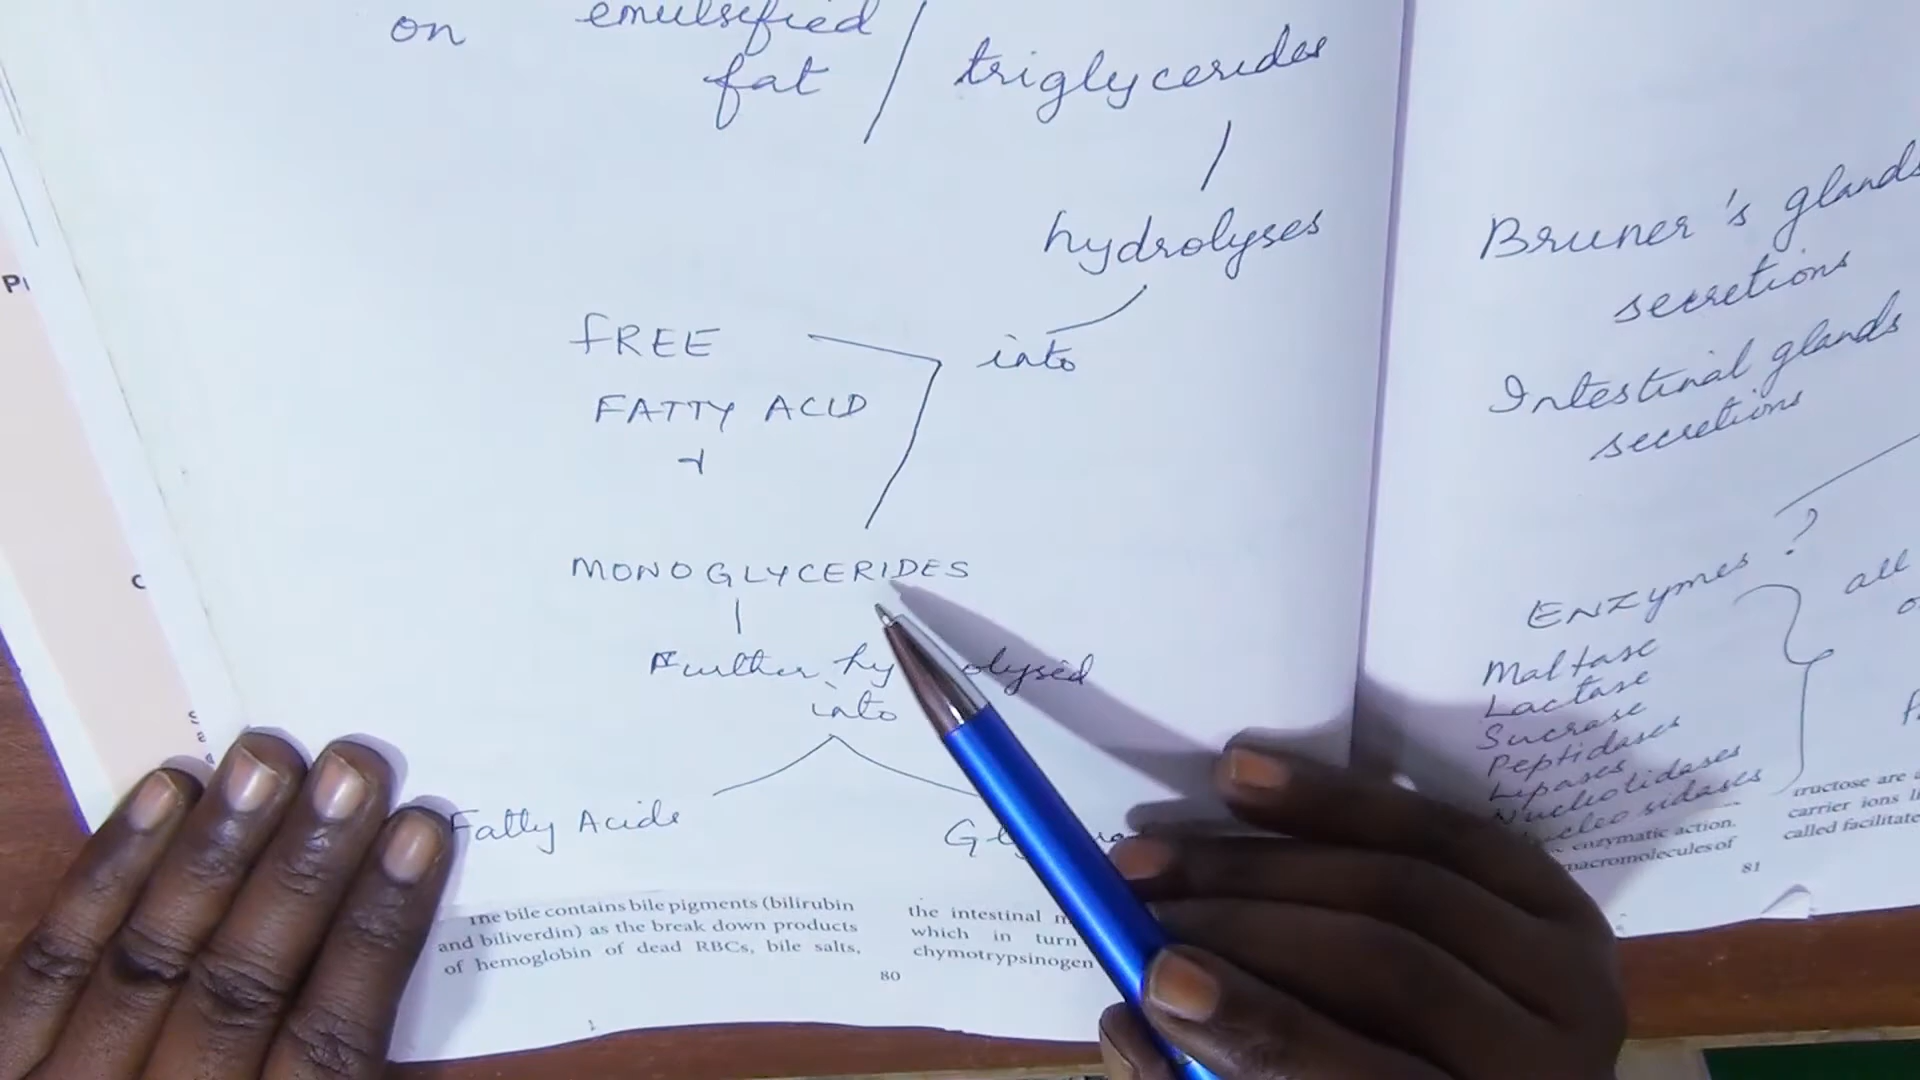 on emulsified
fat / triglycerides
hydrolyses
into
FREE
FATTY ACID
+
MONOGLYCERIDES
Further
into
Fatty Acids
The bile contains bile pigments (bilirubin
and biliverdin) as the break down products
of hemoglobin of dead RBCs, bile salts,
the intestinal
which in turn
chymotrypsinogen
80
Bruner's glands
secretions
Intestinal glands
secretions
?
Enzymes
all
Maltase
Lactase
Sucrase
Peptidases
Lipases
Nucleotidases
Nucleosidases
enzymatic action.
macromolecules of
fructose are
carrier ions
called
81